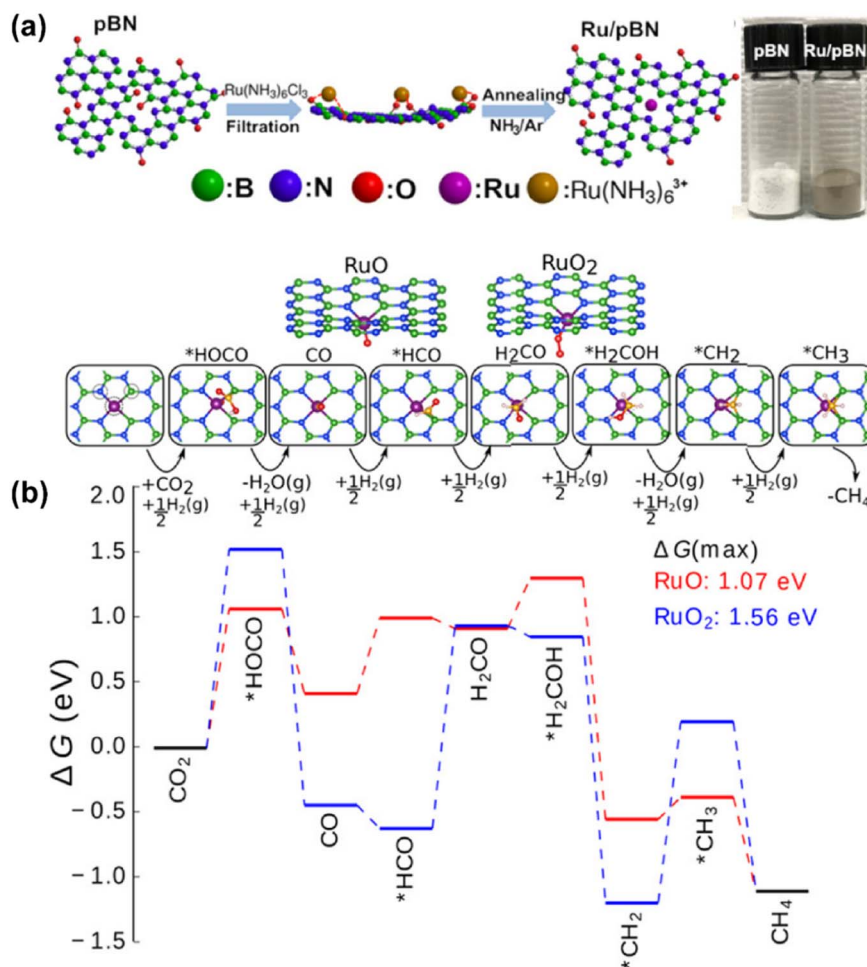 (a)
pBN
Ru(NH3)6Cl3
Filtration
Annealing
NH3/Ar
Ru/pBN
pBN
Ru/pBN
:B :N :O :Ru :Ru(NH3)6 3+
RuO
RuO2
*HOCO
CO
*HCO
H2CO
*H2COH
*CH2
*CH3
(b)
+CO2
+1/2H2(g)
-H2O(g)
+1/2H2(g)
+1/2H2(g)
+1/2H2(g)
+1/2H2(g)
-H2O(g)
+1/2H2(g)
+1/2H2(g)
-CH4
ΔG (eV)
2.0
1.5
1.0
0.5
0.0
−0.5
−1.0
−1.5
ΔG(max)
RuO: 1.07 eV
RuO2: 1.56 eV
CO2
*HOCO
CO
*HCO
H2CO
*H2COH
*CH2
*CH3
CH4